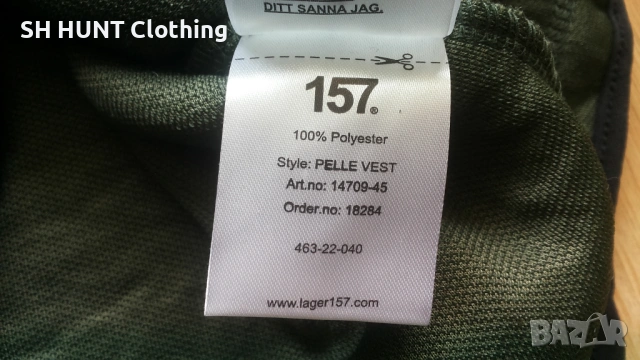 SH HUNT Clothing
DITT SANNA JAG.
157®
100% Polyester
Style: PELLE VEST
Art.no: 14709-45
Order.no: 18284
463-22-040
www.lager157.com
BAZAR